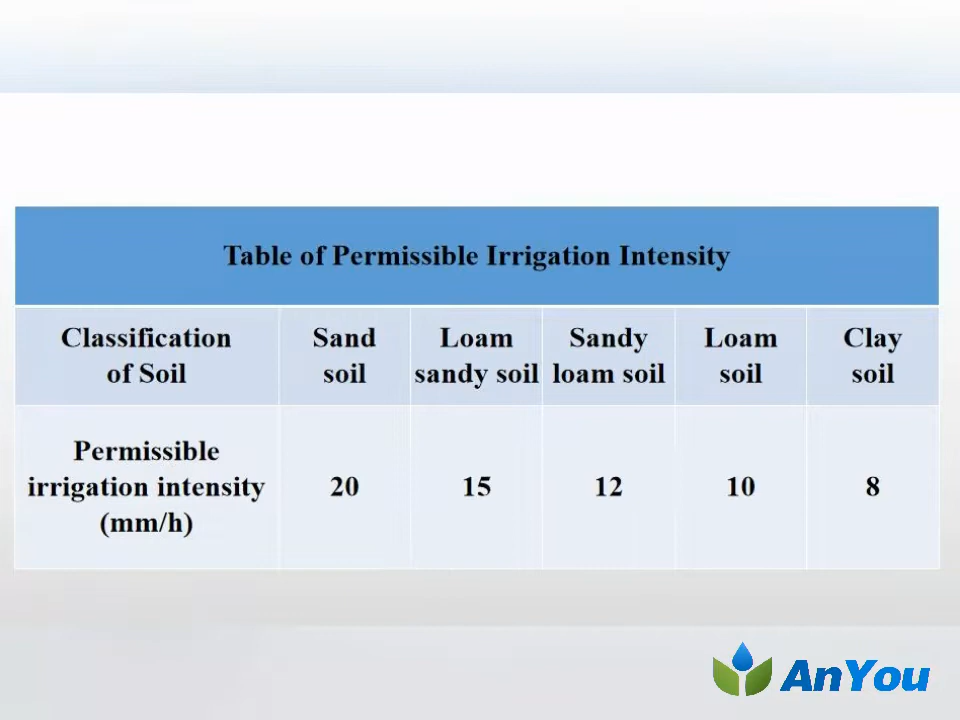 Table of Permissible Irrigation Intensity
Classification
of Soil
Sand
soil
Loam
sandy soil
Sandy
loam soil
Loam
soil
Clay
soil
Permissible
irrigation intensity
(mm/h)
20
15
12
10
8
AnYou